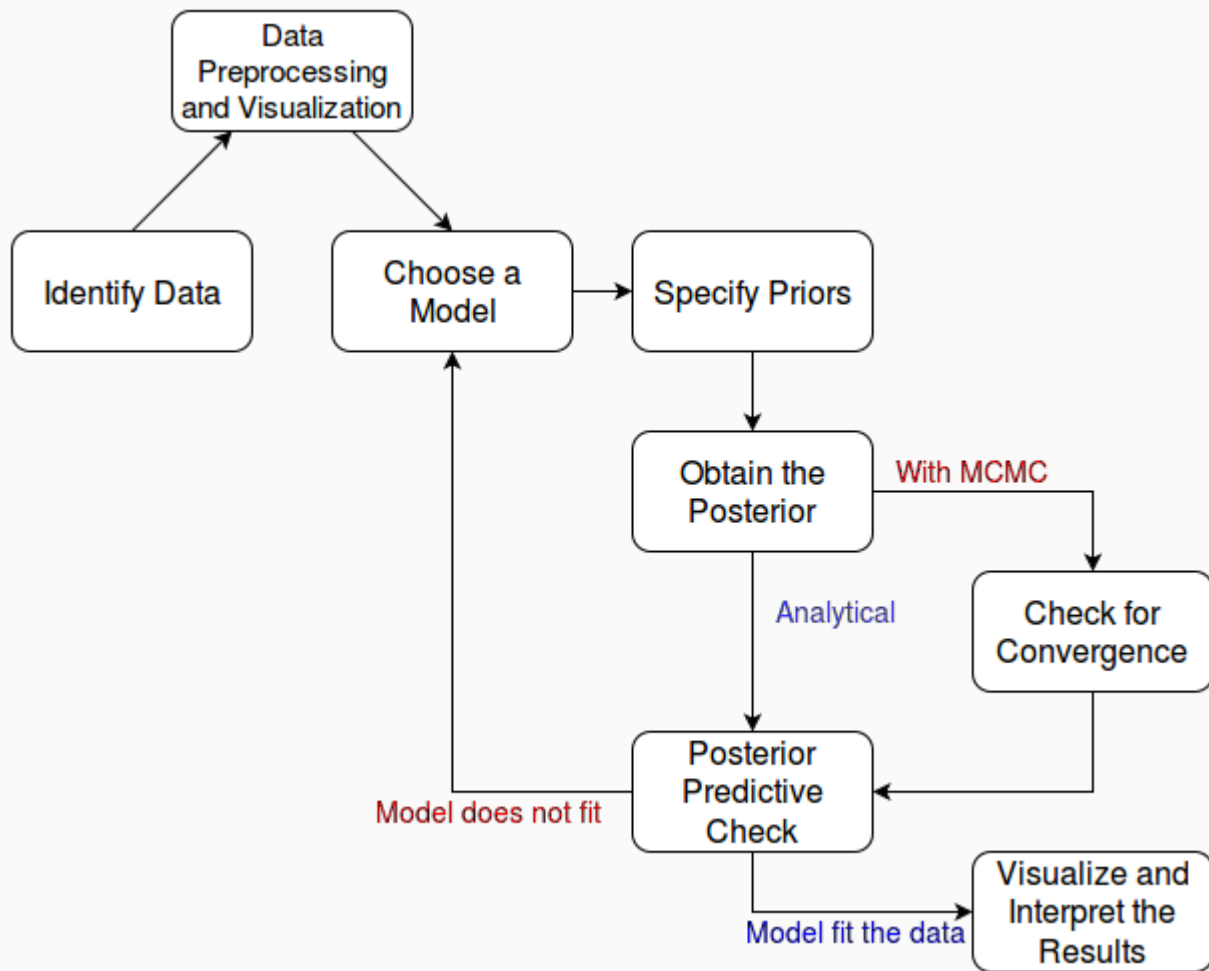 Data
Preprocessing
and Visualization
Identify Data
Choose a
Model
Specify Priors
Obtain the
Posterior
With MCMC
Analytical
Check for
Convergence
Posterior
Predictive
Check
Model does not fit
Model fit the data
Visualize and
Interpret the
Results